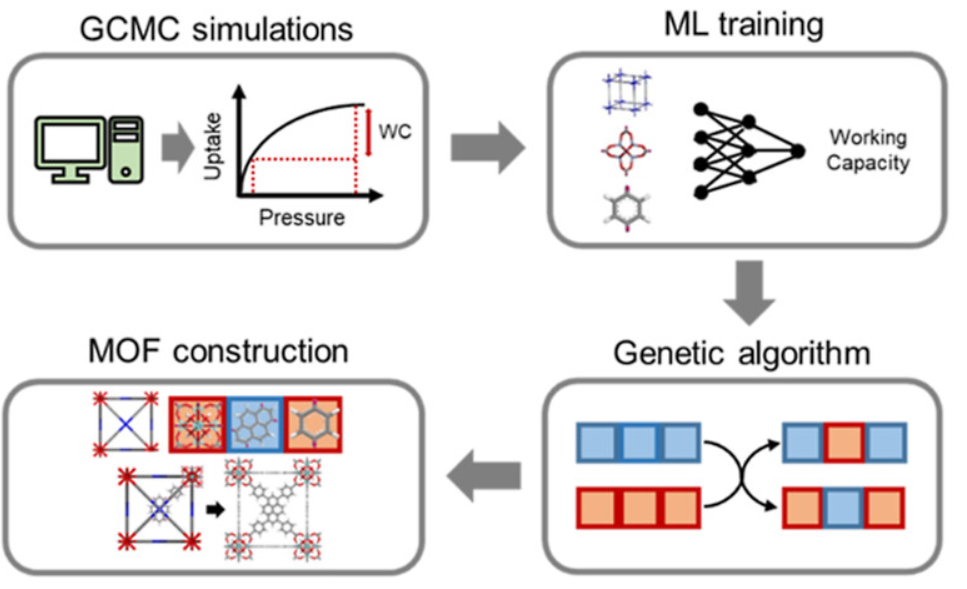 GCMC simulations
Uptake
WC
Pressure
ML training
Working
Capacity
MOF construction
Genetic algorithm